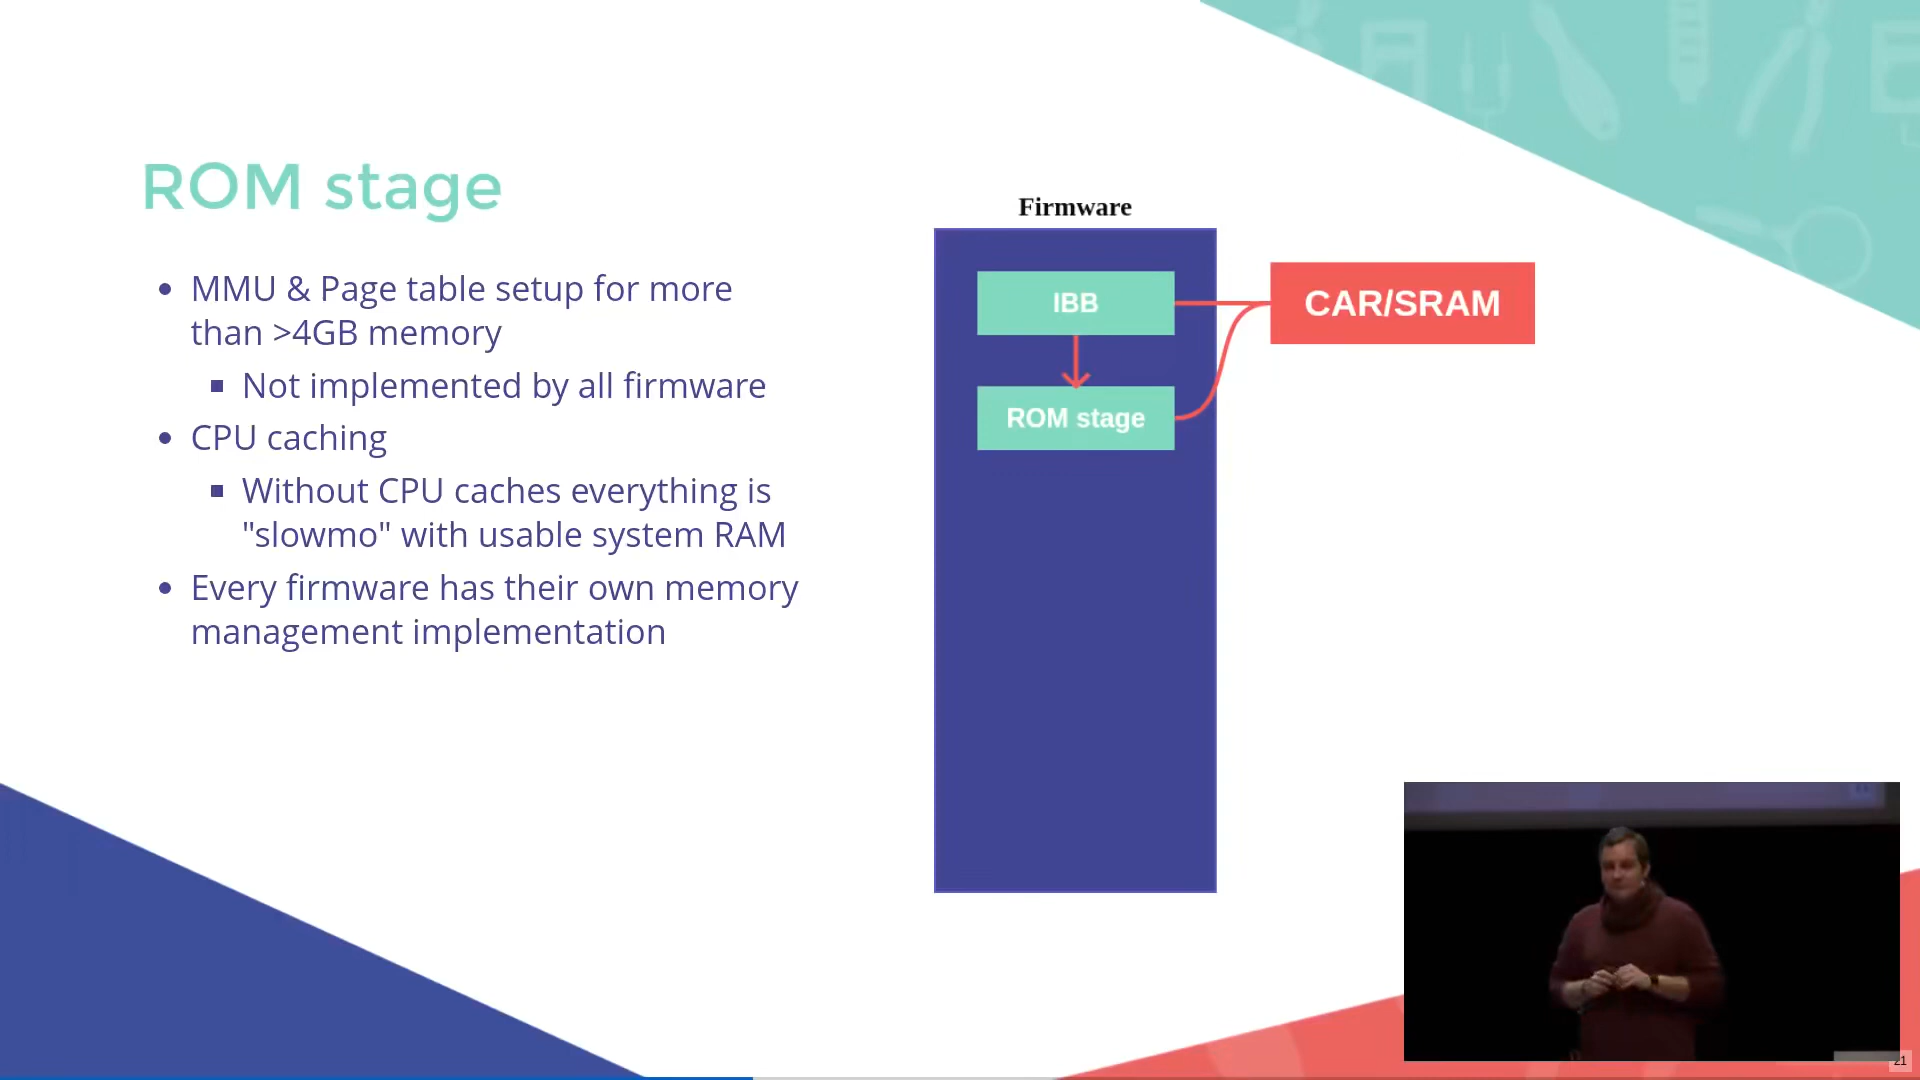 ROM stage
MMU & Page table setup for more
than >4GB memory
Not implemented by all firmware
CPU caching
Without CPU caches everything is
"slowmo" with usable system RAM
Every firmware has their own memory
management implementation
Firmware
IBB
CAR/SRAM
ROM stage
21